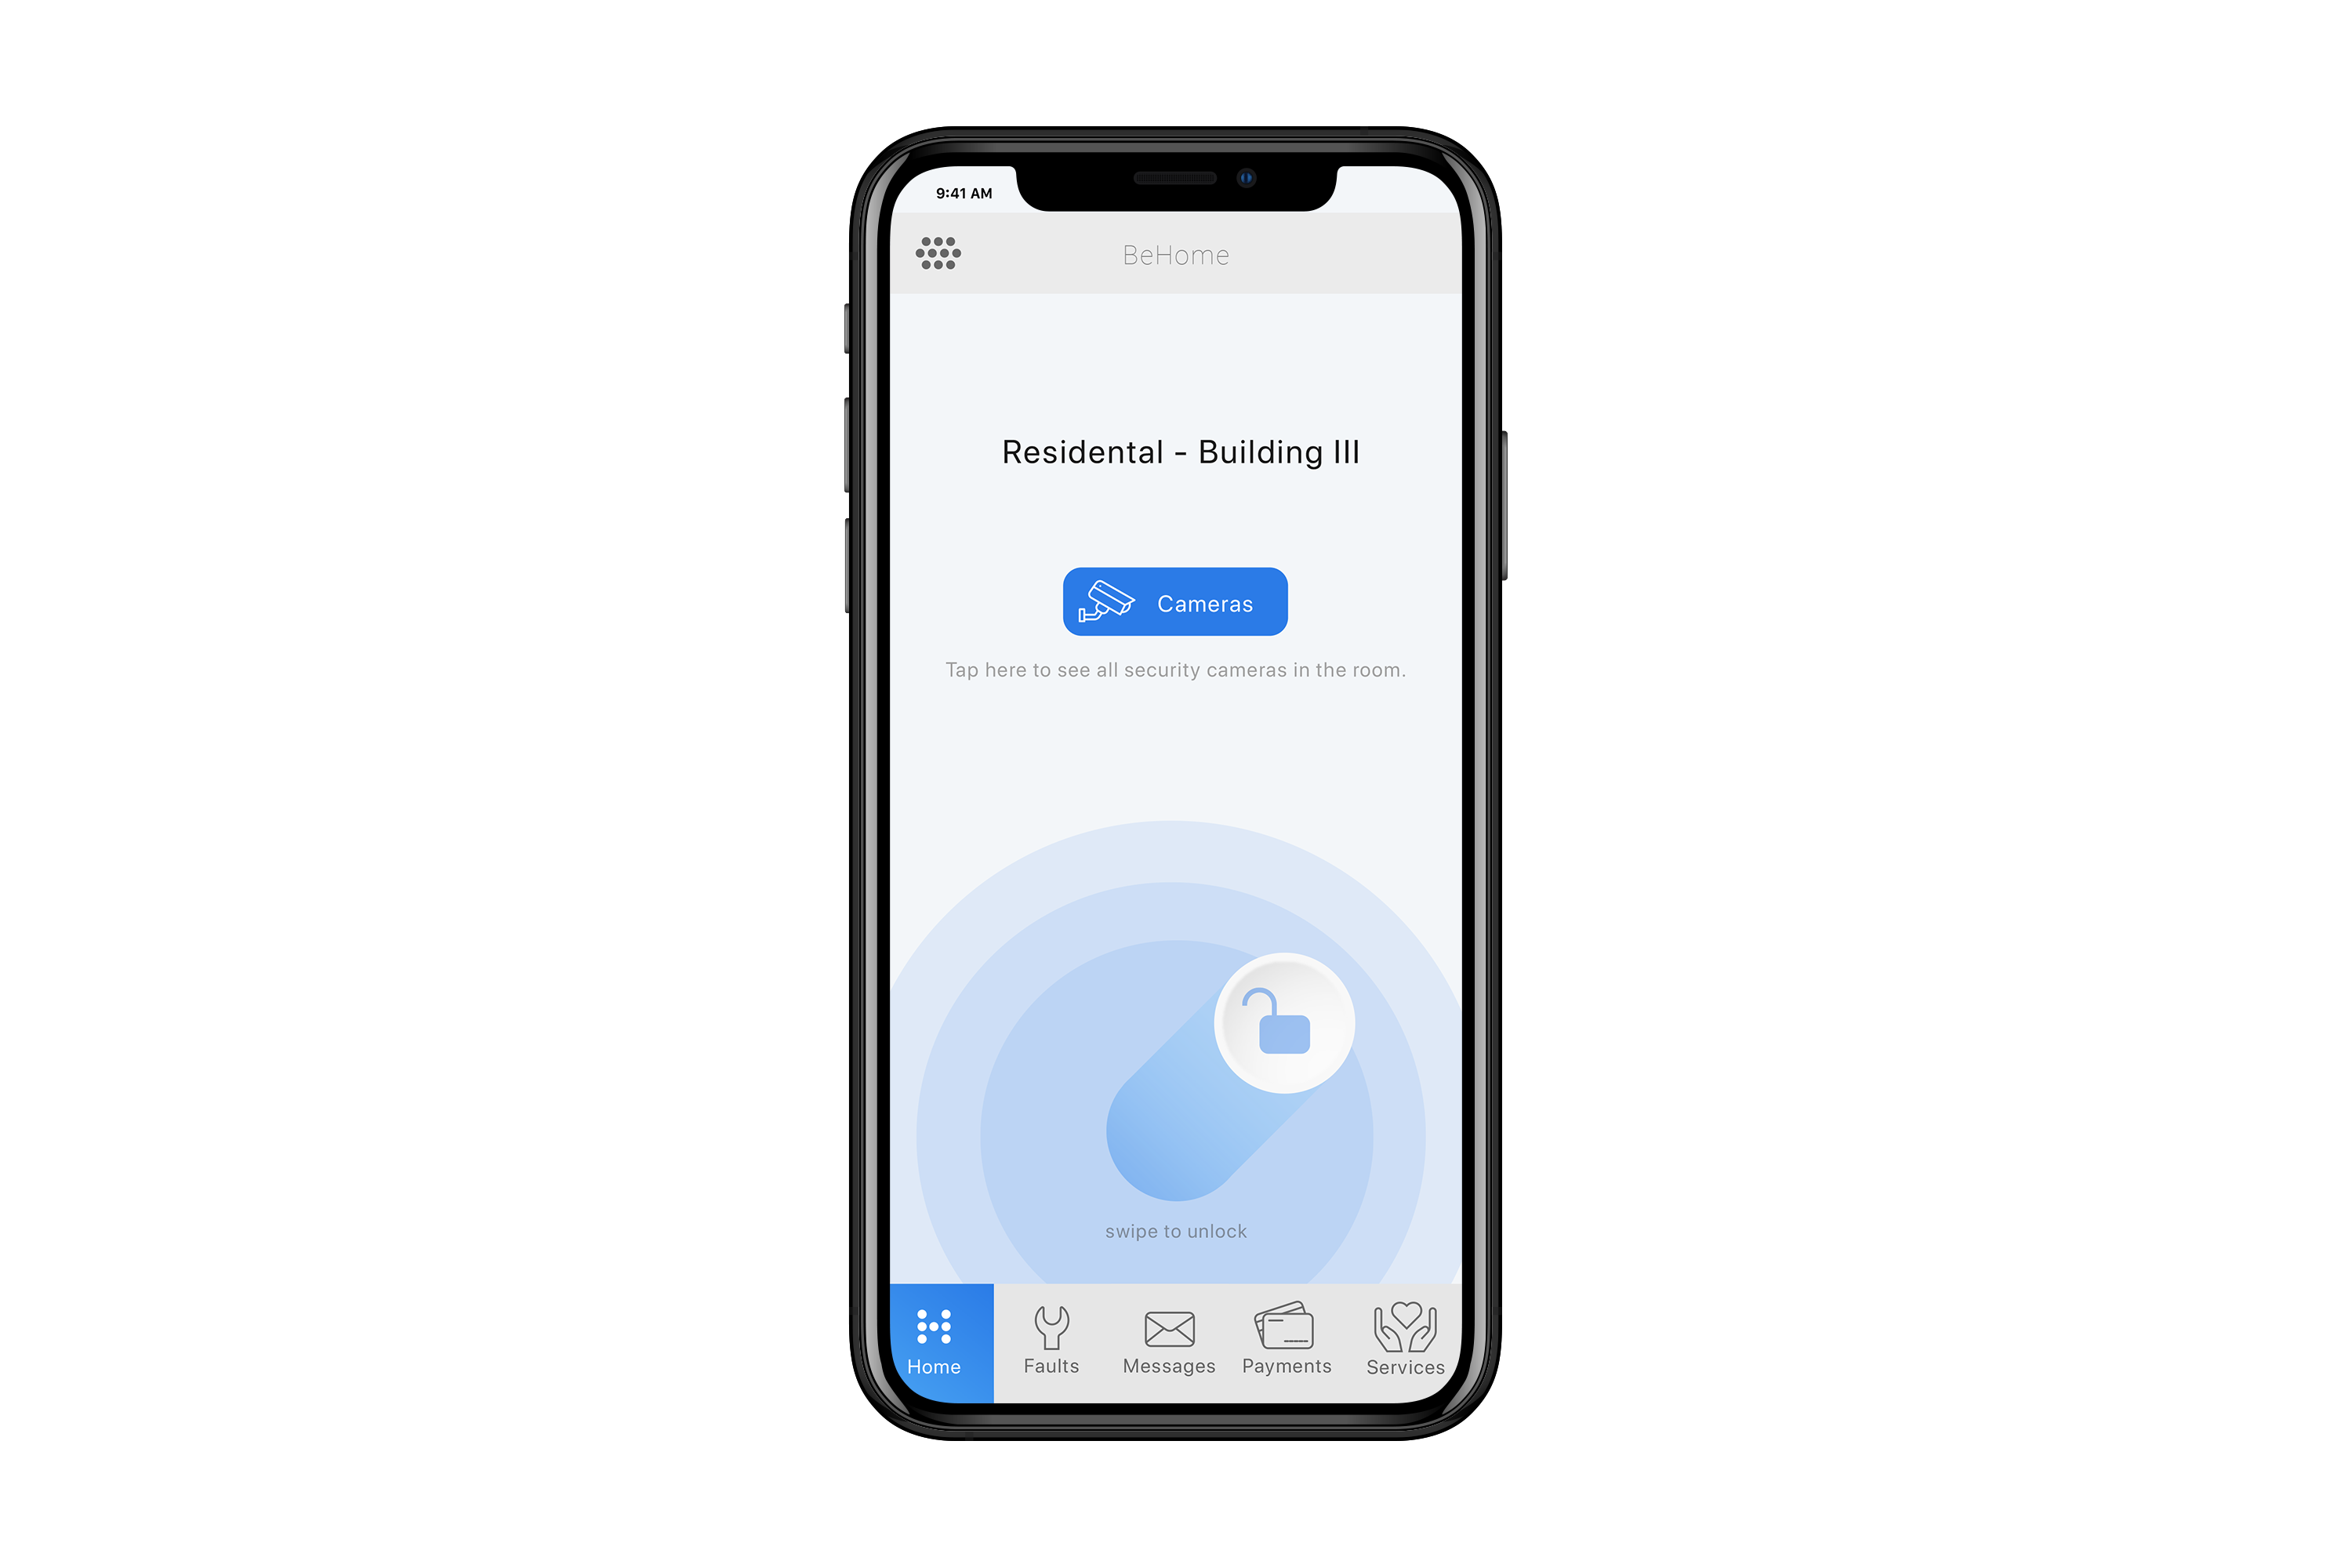 9:41 AM
BeHome
Residental - Building III
Cameras
Tap here to see all security cameras in the room.
swipe to unlock
Home
Faults
Messages
Payments
Services